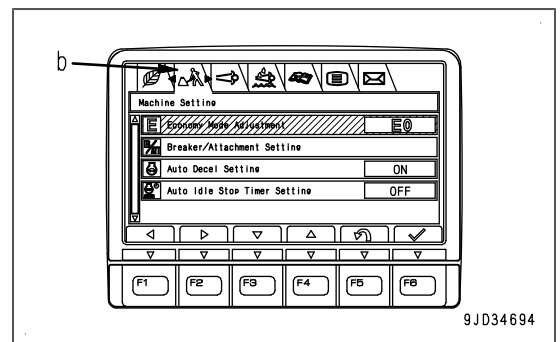 b
Machine Setting
E Economy Mode Adjustment E0
Breaker/Attachment Setting
Auto Decel Setting ON
Auto Idle Stop Timer Setting OFF
F1 F2 F3 F4 F5 F6
9JD34694